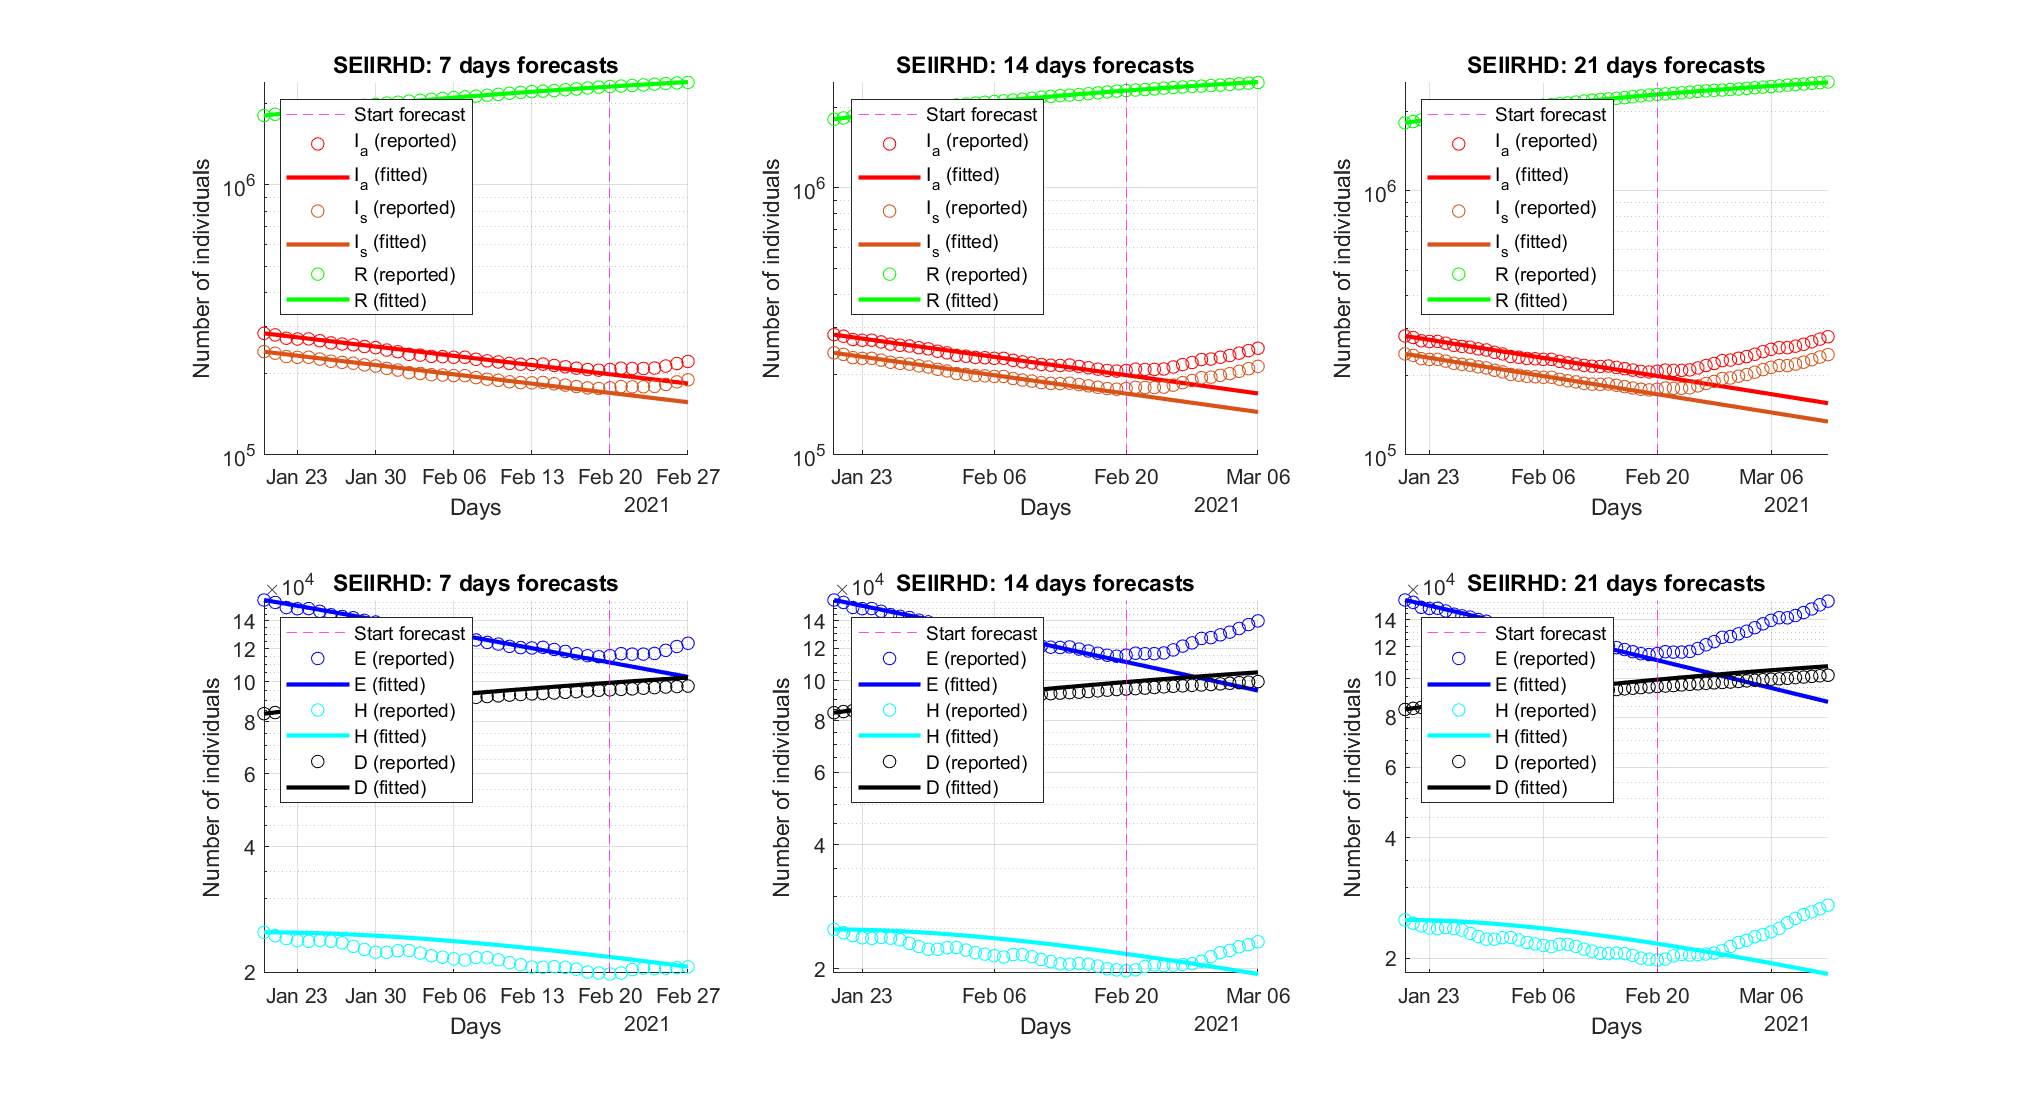 SEIIRHD: 7 days forecasts
Number of individuals
10^6
10^5
Start forecast
I_a (reported)
I_a (fitted)
I_s (reported)
I_s (fitted)
R (reported)
R (fitted)
Jan 23 Jan 30 Feb 06 Feb 13 Feb 20 Feb 27
Days
2021
SEIIRHD: 14 days forecasts
Number of individuals
10^6
10^5
Start forecast
I_a (reported)
I_a (fitted)
I_s (reported)
I_s (fitted)
R (reported)
R (fitted)
Jan 23 Feb 06 Feb 20 Mar 06
Days
2021
SEIIRHD: 21 days forecasts
Number of individuals
10^6
10^5
Start forecast
I_a (reported)
I_a (fitted)
I_s (reported)
I_s (fitted)
R (reported)
R (fitted)
Jan 23 Feb 06 Feb 20 Mar 06
Days
2021
×10^4
SEIIRHD: 7 days forecasts
Number of individuals
14
12
10
8
6
4
2
Start forecast
E (reported)
E (fitted)
H (reported)
H (fitted)
D (reported)
D (fitted)
Jan 23 Jan 30 Feb 06 Feb 13 Feb 20 Feb 27
Days
2021
×10^4
SEIIRHD: 14 days forecasts
Number of individuals
14
12
10
8
6
4
2
Start forecast
E (reported)
E (fitted)
H (reported)
H (fitted)
D (reported)
D (fitted)
Jan 23 Feb 06 Feb 20 Mar 06
Days
2021
×10^4
SEIIRHD: 21 days forecasts
Number of individuals
14
12
10
8
6
4
2
Start forecast
E (reported)
E (fitted)
H (reported)
H (fitted)
D (reported)
D (fitted)
Jan 23 Feb 06 Feb 20 Mar 06
Days
2021